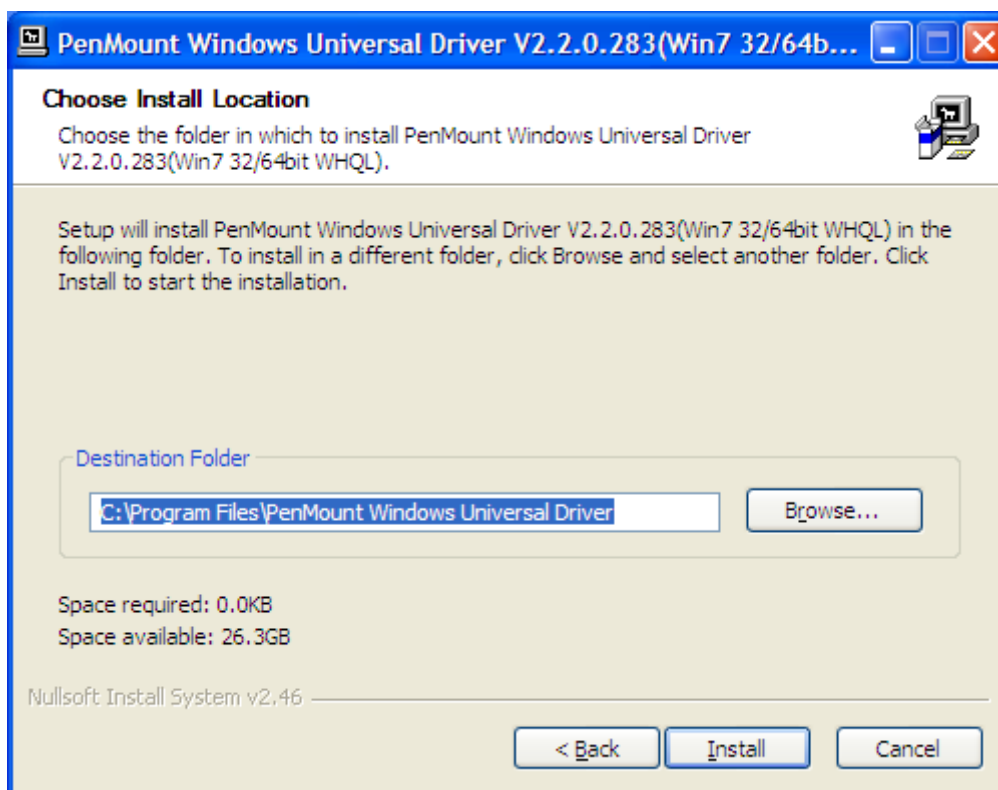 PenMount Windows Universal Driver V2.2.0.283(Win7 32/64b...
Choose Install Location
Choose the folder in which to install PenMount Windows Universal Driver
V2.2.0.283(Win7 32/64bit WHQL).
Setup will install PenMount Windows Universal Driver V2.2.0.283(Win7 32/64bit WHQL) in the
following folder. To install in a different folder, click Browse and select another folder. Click
Install to start the installation.
Destination Folder
C:\Program Files\PenMount Windows Universal Driver
Browse...
Space required: 0.0KB
Space available: 26.3GB
Nullsoft Install System v2.46
< Back
Install
Cancel